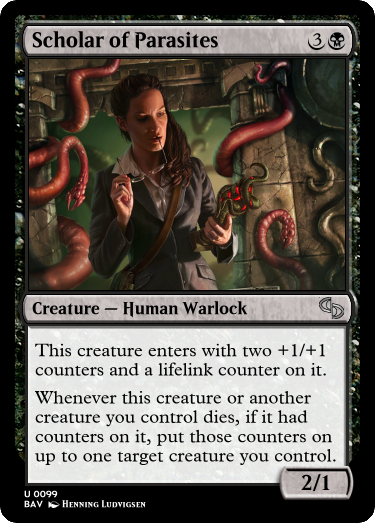 Scholar of Parasites 3
Creature — Human Warlock
This creature enters with two +1/+1
counters and a lifelink counter on it.
Whenever this creature or another
creature you control dies, if it had
counters on it, put those counters on
up to one target creature you control.
2/1
U 0099
BAV Henning Ludvigsen